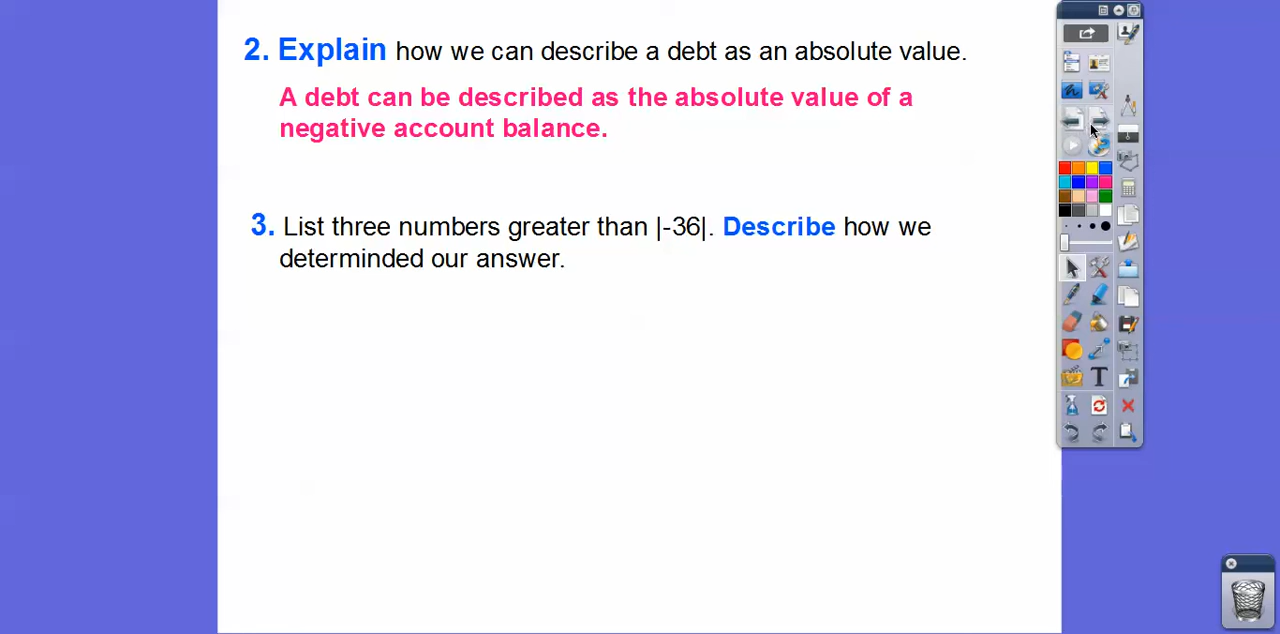 2. Explain how we can describe a debt as an absolute value.
A debt can be described as the absolute value of a
negative account balance.
3. List three numbers greater than |-36|. Describe how we
determinded our answer.